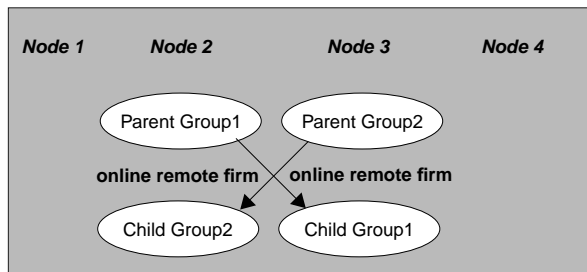 Node 1 Node 2 Node 3 Node 4
Parent Group1 Parent Group2
online remote firm online remote firm
Child Group2 Child Group1